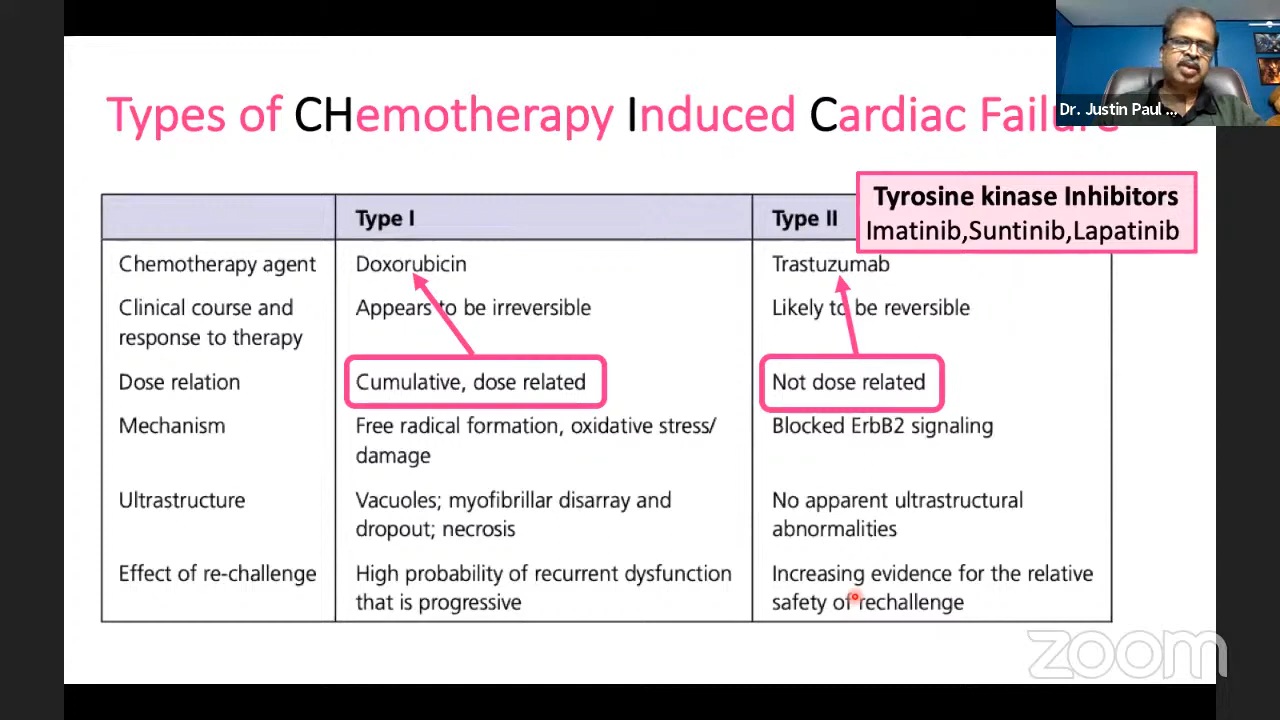 Dr. Justin Paul ...
Types of CHemotherapy Induced Cardiac Failure
Tyrosine kinase Inhibitors
Imatinib,Suntinib,Lapatinib
Type I
Type II
Chemotherapy agent
Doxorubicin
Trastuzumab
Clinical course and
response to therapy
Appears to be irreversible
Likely to be reversible
Dose relation
Cumulative, dose related
Not dose related
Mechanism
Free radical formation, oxidative stress/
damage
Blocked ErbB2 signaling
Ultrastructure
Vacuoles; myofibrillar disarray and
dropout; necrosis
No apparent ultrastructural
abnormalities
Effect of re-challenge
High probability of recurrent dysfunction
that is progressive
Increasing evidence for the relative
safety of rechallenge
zoom